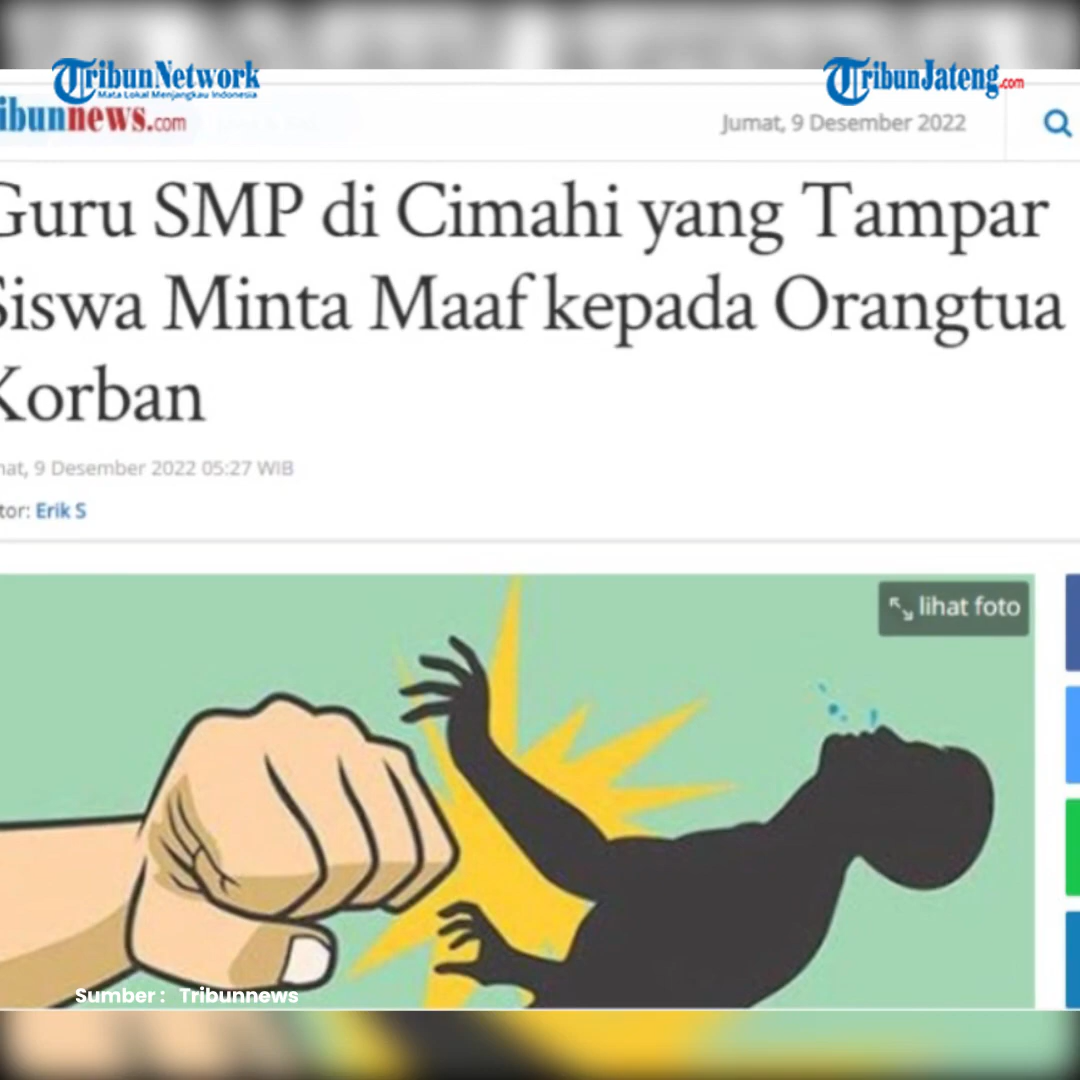 TribunNetwork
Mata Lokal Menjangkau Indonesia
TribunJateng.com
ibunnews.com
Jumat, 9 Desember 2022
Guru SMP di Cimahi yang Tampar
Siswa Minta Maaf kepada Orangtua
Korban
mat, 9 Desember 2022 05:27 WIB
tor: Erik S
lihat foto
Sumber : Tribunnews